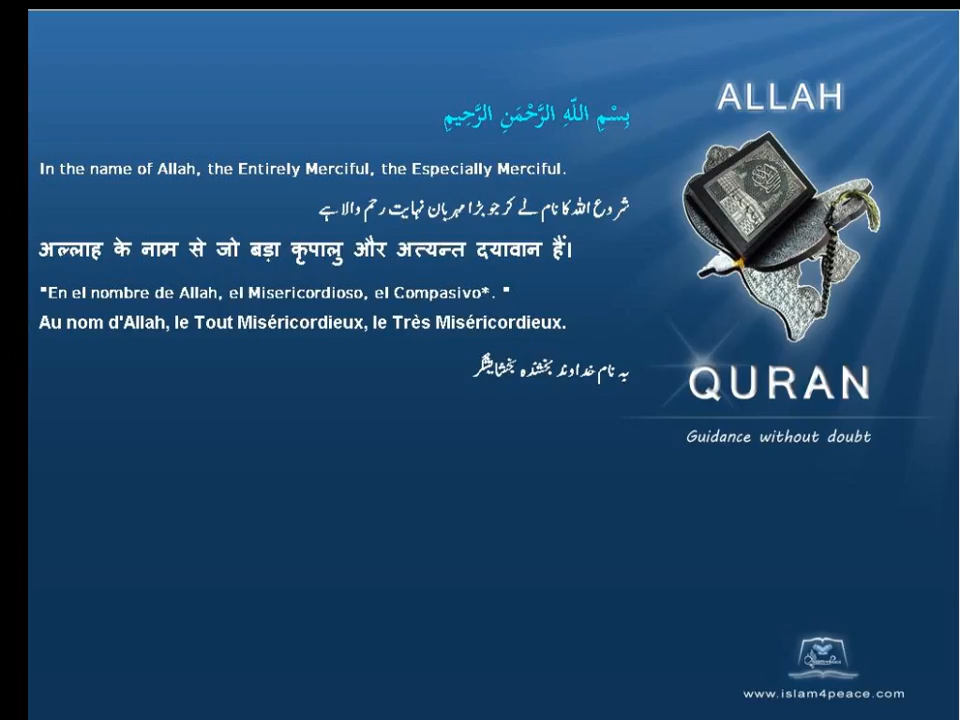 بِسْمِ اللَّهِ الرَّحْمَنِ الرَّحِيمِ
In the name of Allah, the Entirely Merciful, the Especially Merciful.
شروع الله کا نام لے کر جو بڑا مہربان نہایت رحم والا ہے
अल्लाह के नाम से जो बड़ा कृपालु और अत्यन्त दयावान हैं।
"En el nombre de Allah, el Misericordioso, el Compasivo*. "
Au nom d'Allah, le Tout Miséricordieux, le Très Miséricordieux.
به نام خداوند بخشنده بخشایشگر
ALLAH
QURAN
Guidance without doubt
www.islam4peace.com